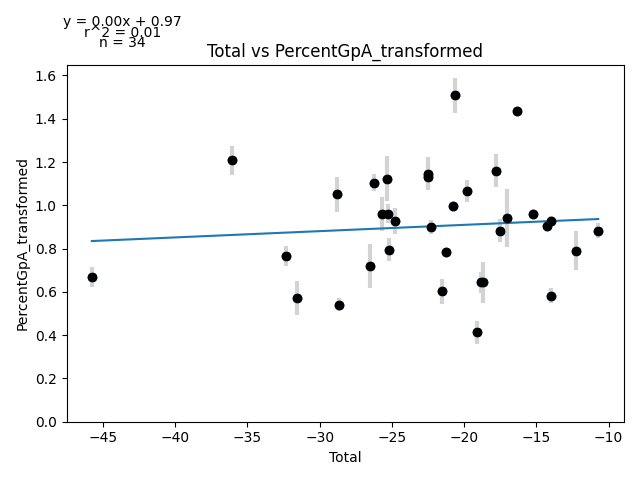 y = 0.00x + 0.97
r^2 = 0.01
n = 34
Total vs PercentGpA_transformed
PercentGpA_transformed
1.6
1.4
1.2
1.0
0.8
0.6
0.4
0.2
0.0
−45 −40 −35 −30 −25 −20 −15 −10
Total